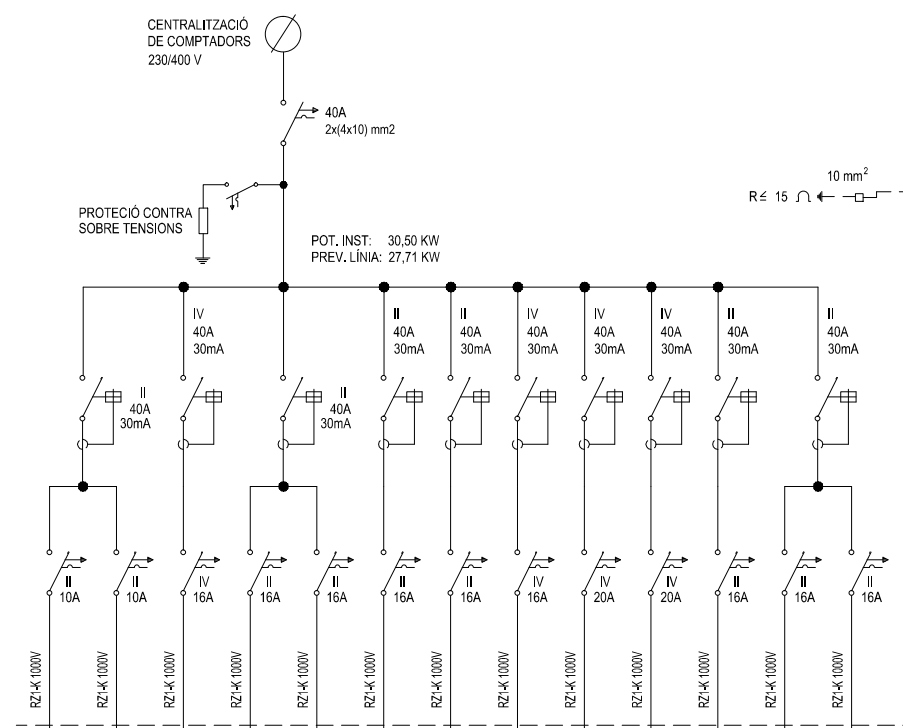 CENTRALITZACIÓ
DE COMPTADORS
230/400 V
40A
2x(4x10) mm2
10 mm²
R≤ 15
PROTECIÓ CONTRA
SOBRE TENSIONS
POT. INST: 30,50 KW
PREV. LÍNIA: 27,71 KW
IV
40A
30mA
II
40A
30mA
II
40A
30mA
IV
40A
30mA
IV
40A
30mA
IV
40A
30mA
II
40A
30mA
II
40A
30mA
II
40A
30mA
II
40A
30mA
II
10A
II
10A
IV
16A
II
16A
II
16A
II
16A
II
16A
IV
16A
IV
20A
IV
20A
II
16A
II
16A
II
16A
RZ1-K 1000V
RZ1-K 1000V
RZ1-K 1000V
RZ1-K 1000V
RZ1-K 1000V
RZ1-K 1000V
RZ1-K 1000V
RZ1-K 1000V
RZ1-K 1000V
RZ1-K 1000V
RZ1-K 1000V
RZ1-K 1000V
RZ1-K 1000V